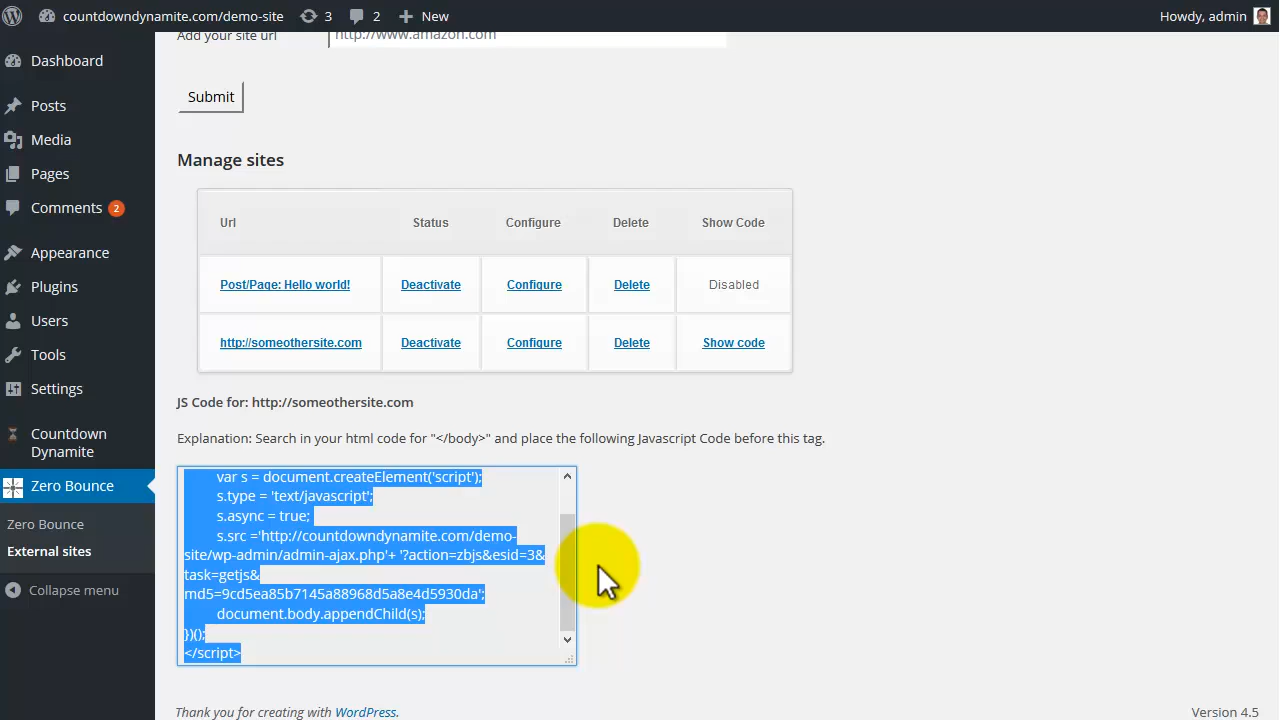 countdowndynamite.com/demo-site 3 2 New Howdy, admin
Dashboard
Posts
Media
Pages
Comments 2
Appearance
Plugins
Users
Tools
Settings
Countdown
Dynamite
Zero Bounce
Zero Bounce
External sites
Collapse menu
Add your site url http://www.amazon.com
Submit
Manage sites
Url Status Configure Delete Show Code
Post/Page: Hello world! Deactivate Configure Delete Disabled
http://someothersite.com Deactivate Configure Delete Show code
JS Code for: http://someothersite.com
Explanation: Search in your html code for "</body>" and place the following Javascript Code before this tag.
var s = document.createElement('script');
s.type = 'text/javascript';
s.async = true;
s.src ='http://countdowndynamite.com/demo-
site/wp-admin/admin-ajax.php'+ '?action=zbjs&esid=3&
task=getjs&
md5=9cd5ea85b7145a88968d5a8e4d5930da';
document.body.appendChild(s);
})();
</script>
Thank you for creating with WordPress. Version 4.5